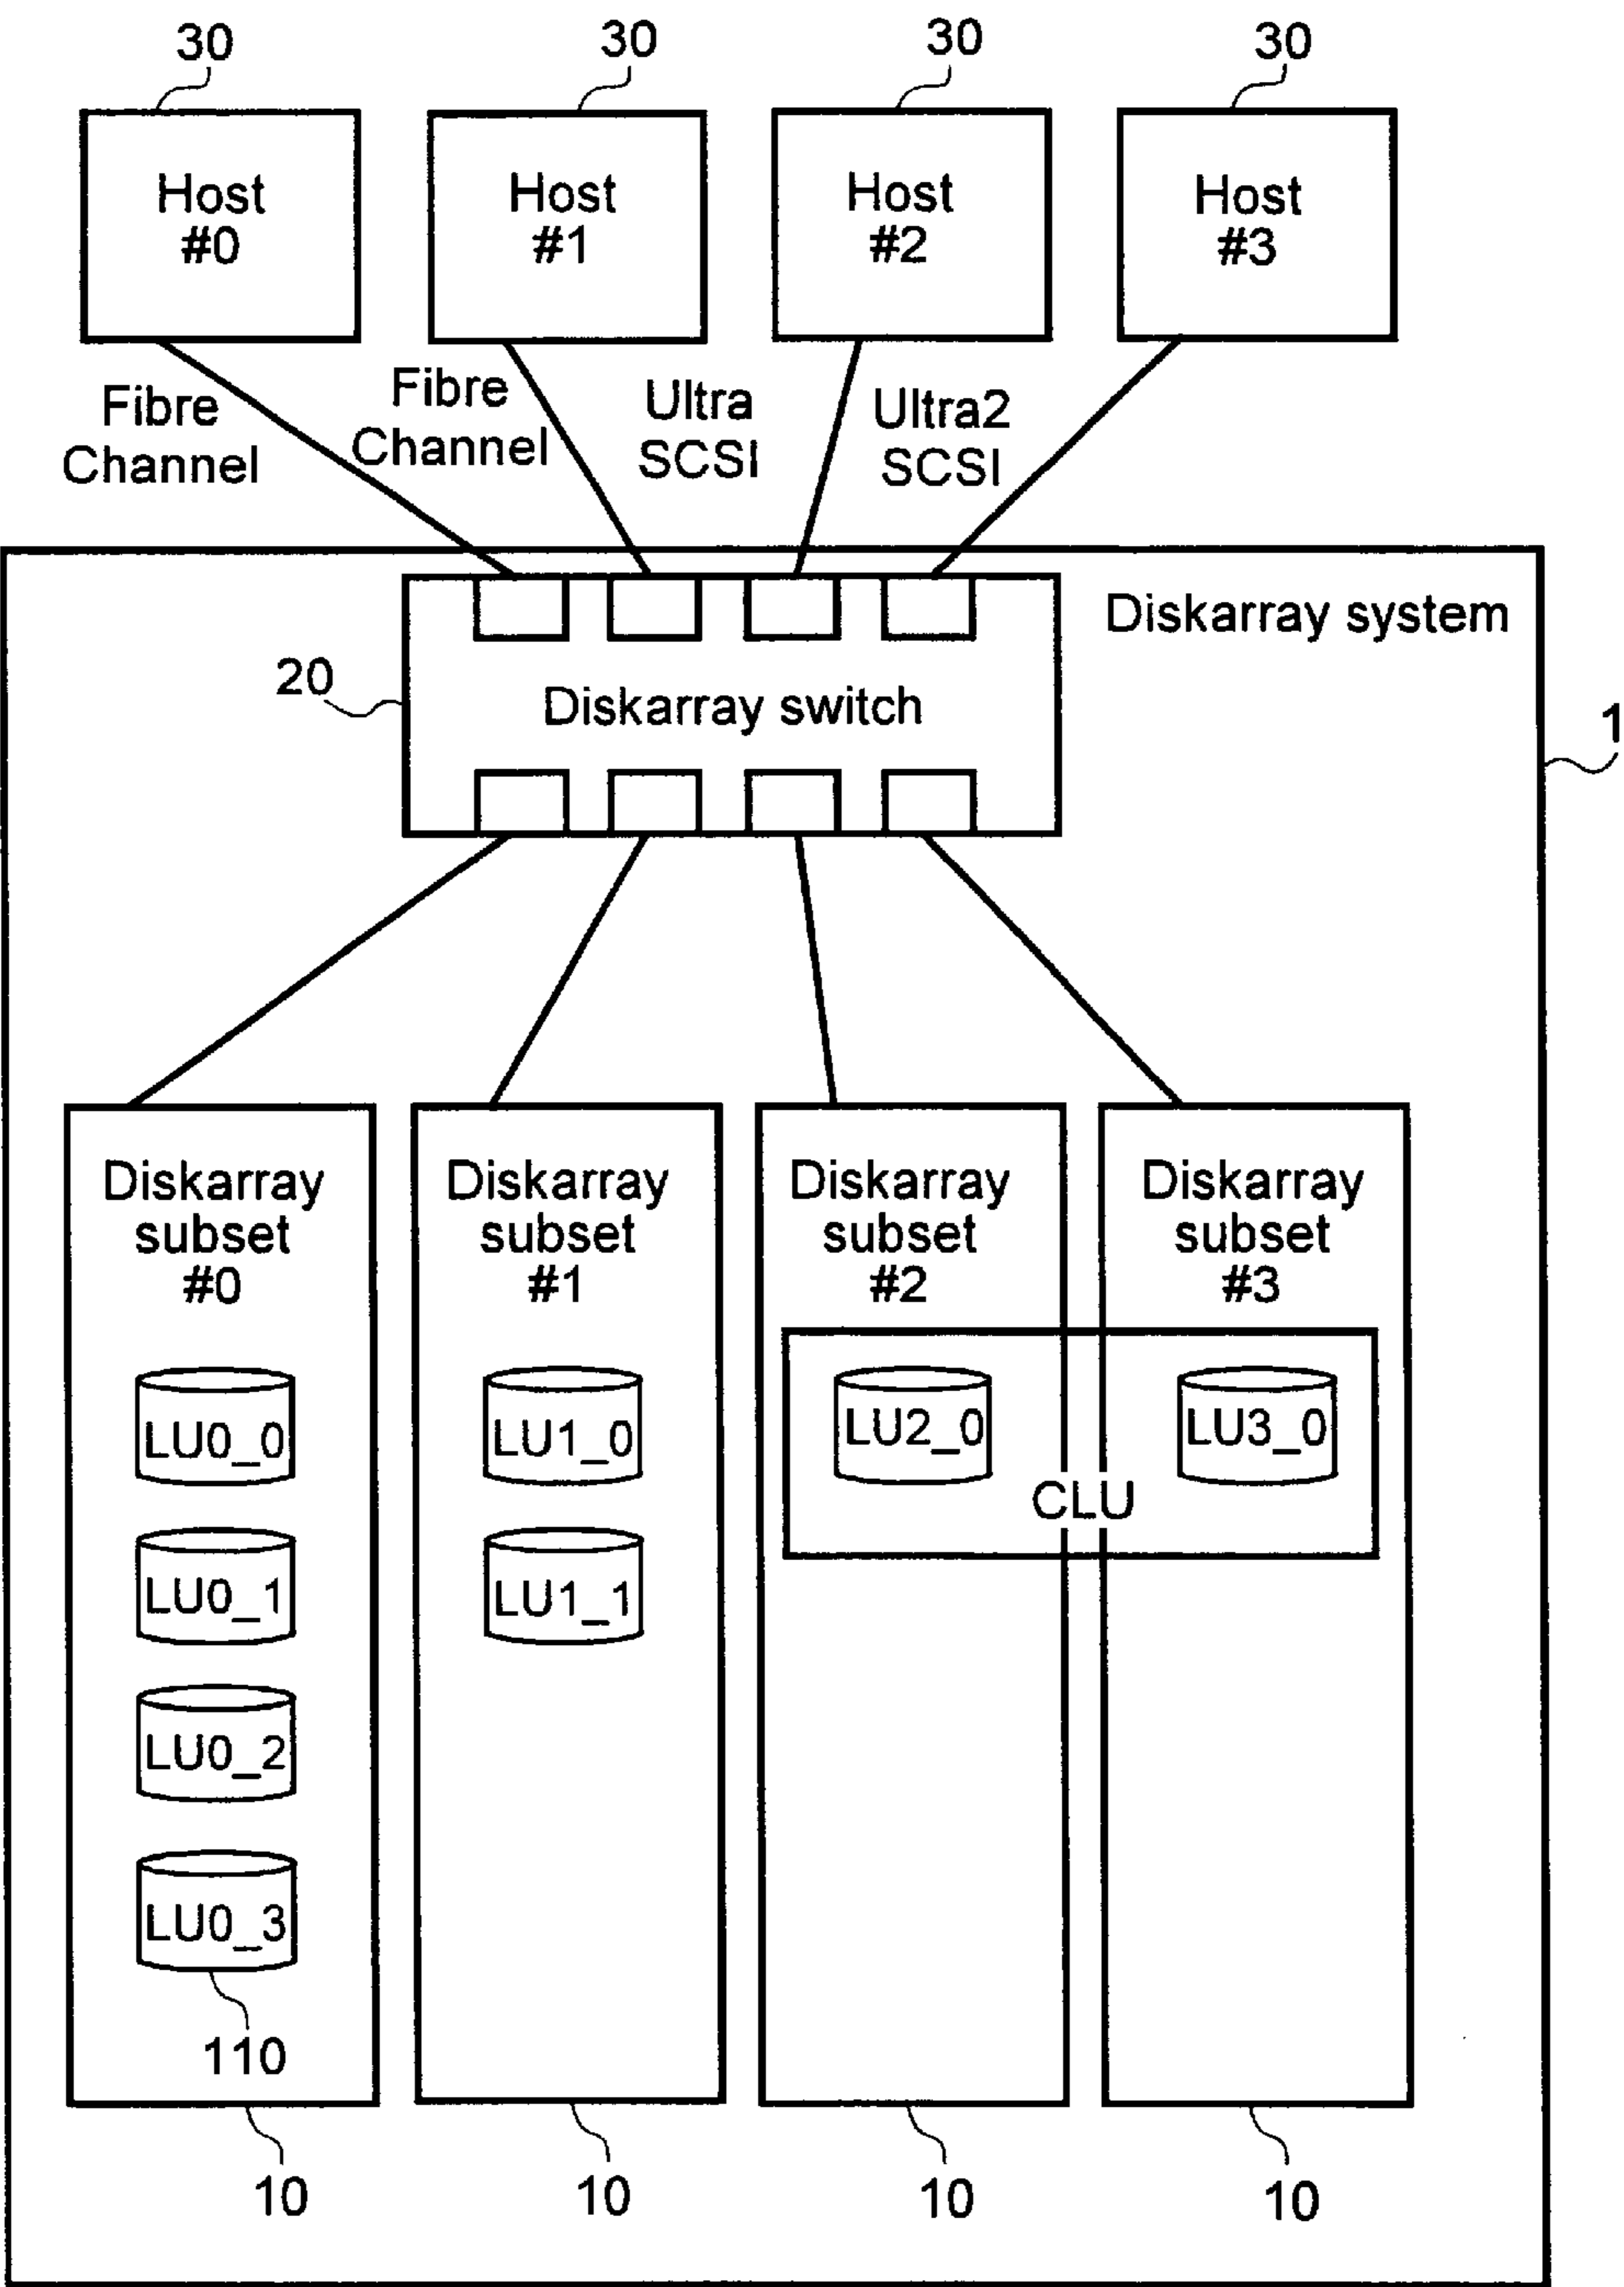 30
30
30
30
Host
#0
Host
#1
Host
#2
Host
#3
Fibre
Channel
Fibre
Channel
Ultra
SCSI
Ultra2
SCSI
Diskarray system
20
Diskarray switch
1
Diskarray
subset
#0
Diskarray
subset
#1
Diskarray
subset
#2
Diskarray
subset
#3
LU0_0
LU1_0
LU2_0
LU3_0
CLU
LU0_1
LU1_1
LU0_2
LU0_3
110
10
10
10
10